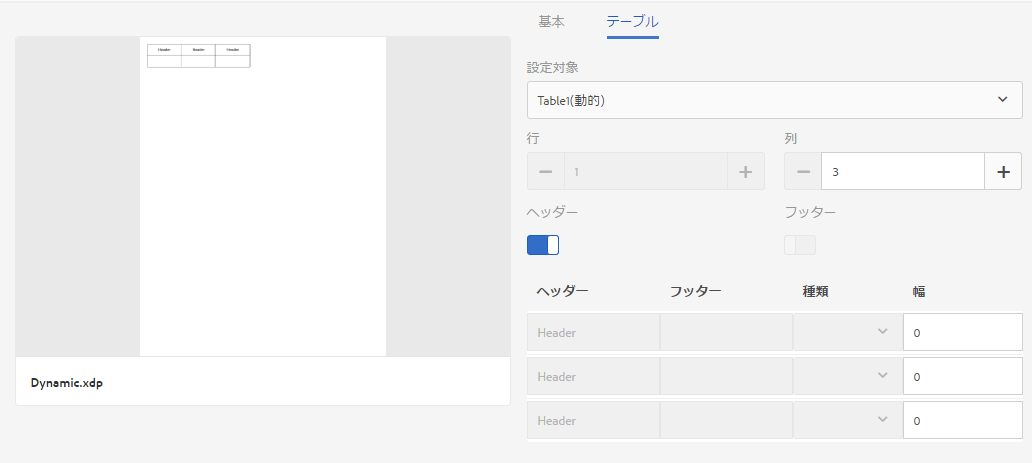 基本 テーブル
Header Header Header
設定対象
Table1(動的)
行 列
1 3
ヘッダー フッター
ヘッダー フッター 種類 幅
Header 0
Header 0
Header 0
Dynamic.xdp